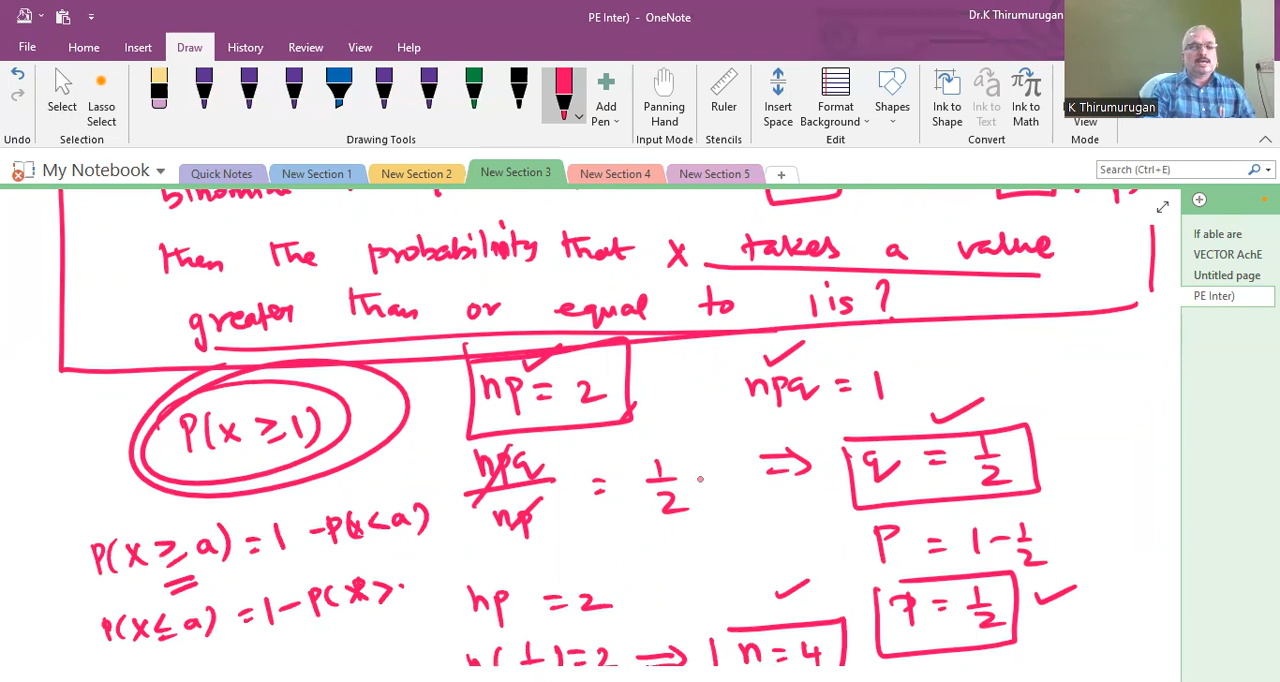 PE Inter) - OneNote
Dr.K Thirumurugan
File Home Insert Draw History Review View Help
K Thirumurugan
Select Lasso Select Add Pen Panning Hand Ruler Insert Space Format Background Shapes Ink to Shape Ink to Text Ink to Math View
Undo Selection Drawing Tools Input Mode Stencils Edit Convert Mode
My Notebook Quick Notes New Section 1 New Section 2 New Section 3 New Section 4 New Section 5 + Search (Ctrl+E)
If able are
VECTOR AchE
Untitled page
PE Inter)
then the probability that x takes a value
greater than or equal to 1 is?
np = 2 npq = 1
P(x ≥ 1)
npq/np = 1/2 ⇒ q = 1/2
P(x ≥ a) = 1 - P(x < a) P = 1 - 1/2
P(x ≤ a) = 1 - P(x > np = 2 P = 1/2
n(1/2) = 2 ⇒ n = 4